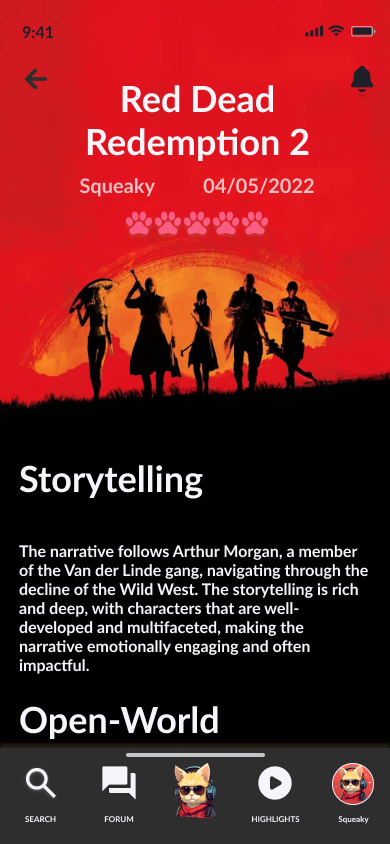 9:41
Red Dead
Redemption 2
Squeaky 04/05/2022
Storytelling
The narrative follows Arthur Morgan, a member
of the Van der Linde gang, navigating through the
decline of the Wild West. The storytelling is rich
and deep, with characters that are well-
developed and multifaceted, making the
narrative emotionally engaging and often
impactful.
Open-World
SEARCH FORUM HIGHLIGHTS Squeaky